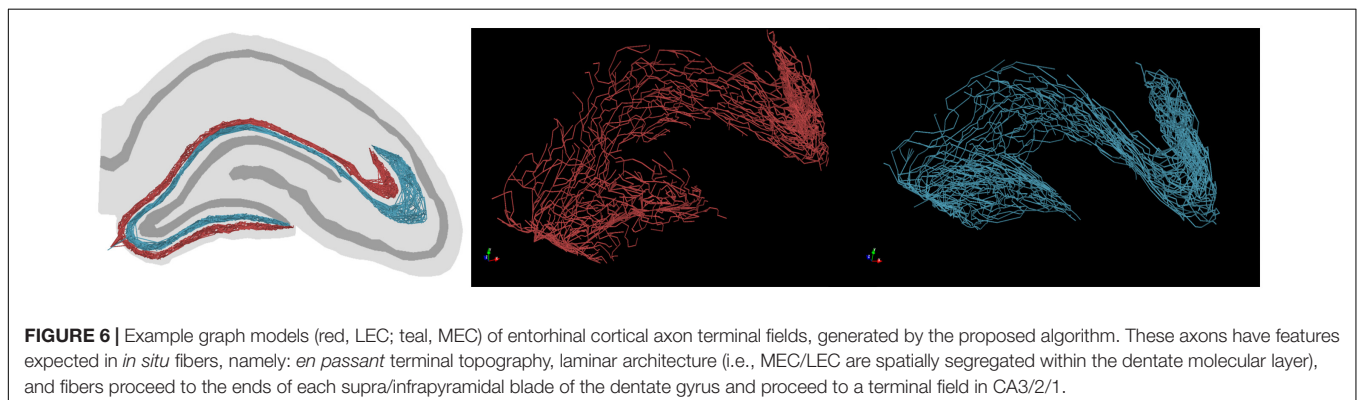 FIGURE 6 | Example graph models (red, LEC; teal, MEC) of entorhinal cortical axon terminal fields, generated by the proposed algorithm. These axons have features
expected in in situ fibers, namely: en passant terminal topography, laminar architecture (i.e., MEC/LEC are spatially segregated within the dentate molecular layer),
and fibers proceed to the ends of each supra/infrapyramidal blade of the dentate gyrus and proceed to a terminal field in CA3/2/1.